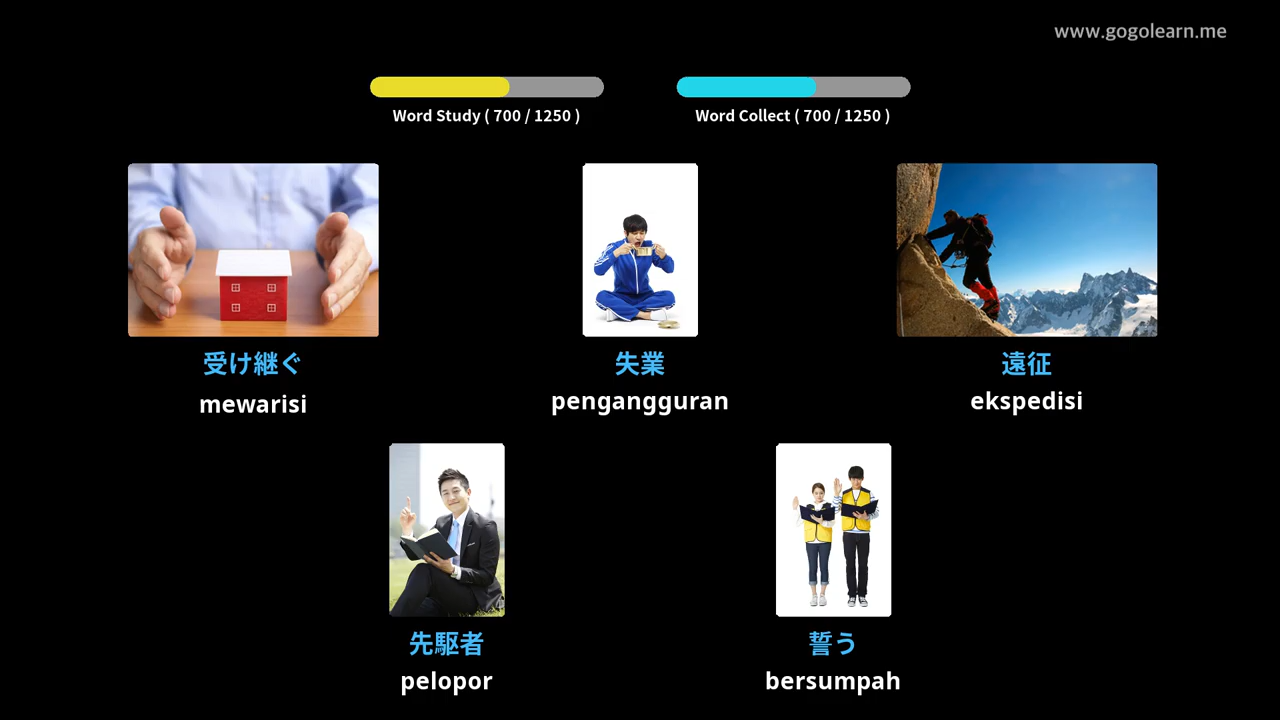 www.gogolearn.me
Word Study ( 700 / 1250 )
Word Collect ( 700 / 1250 )
受け継ぐ
mewarisi
失業
pengangguran
遠征
ekspedisi
先駆者
pelopor
誓う
bersumpah